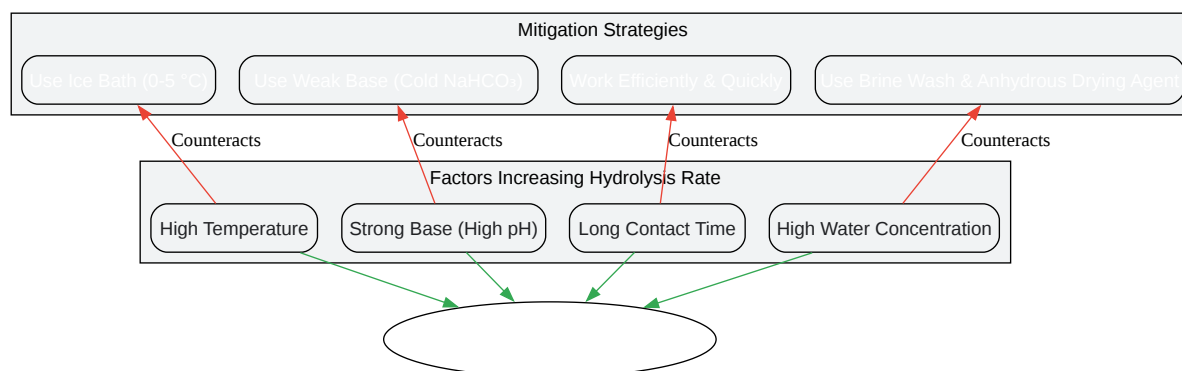 Mitigation Strategies
Use Ice Bath (0-5 °C)
Use Weak Base (Cold NaHCO₃)
Work Efficiently & Quickly
Use Brine Wash & Anhydrous Drying Agent
Counteracts
Counteracts
Counteracts
Counteracts
Factors Increasing Hydrolysis Rate
High Temperature
Strong Base (High pH)
Long Contact Time
High Water Concentration